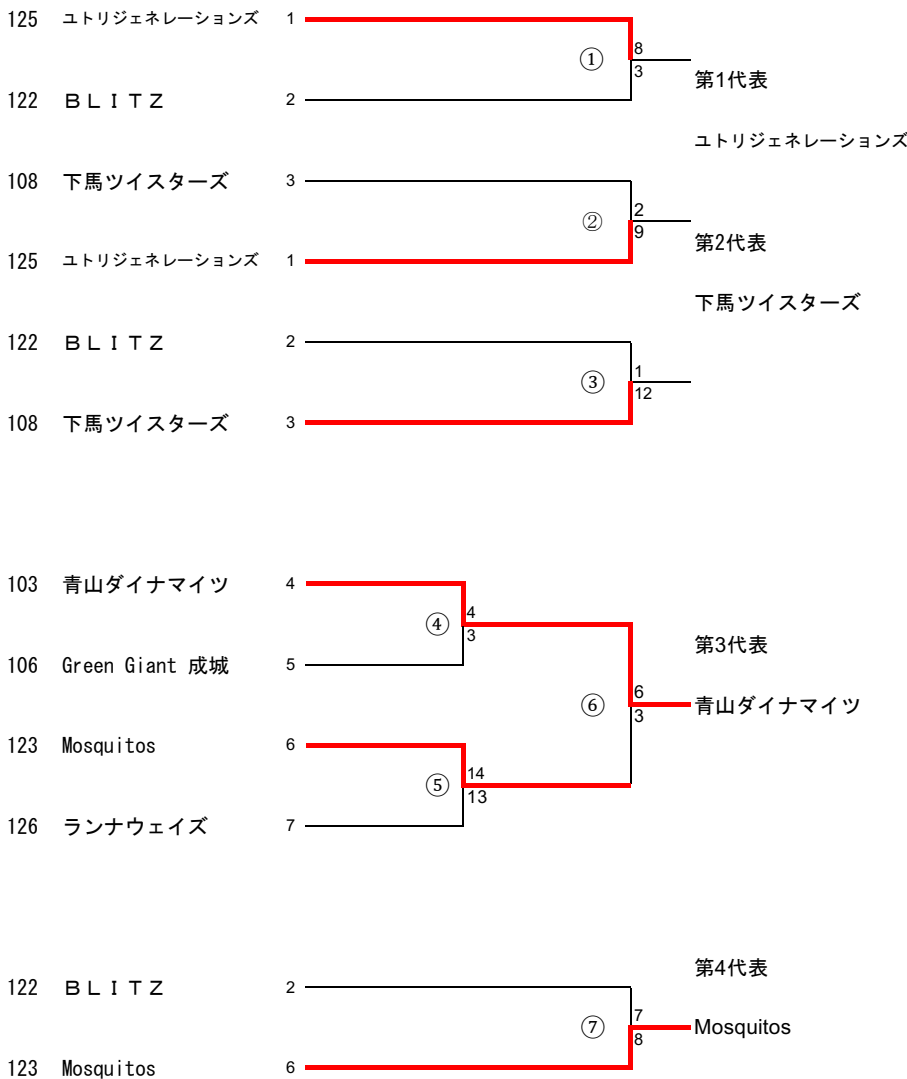 125 ユトリジェネレーションズ 1
① 8
3
第1代表
122 ＢＬＩＴＺ 2
ユトリジェネレーションズ
108 下馬ツイスターズ 3
② 2
9
第2代表
125 ユトリジェネレーションズ 1
下馬ツイスターズ
122 ＢＬＩＴＺ 2
③ 1
12
108 下馬ツイスターズ 3
103 青山ダイナマイツ 4
④ 4
3
第3代表
106 Green Giant 成城 5
⑥ 6
3
青山ダイナマイツ
123 Mosquitos 6
⑤ 14
13
126 ランナウェイズ 7
第4代表
122 ＢＬＩＴＺ 2
⑦ 7
8
Mosquitos
123 Mosquitos 6